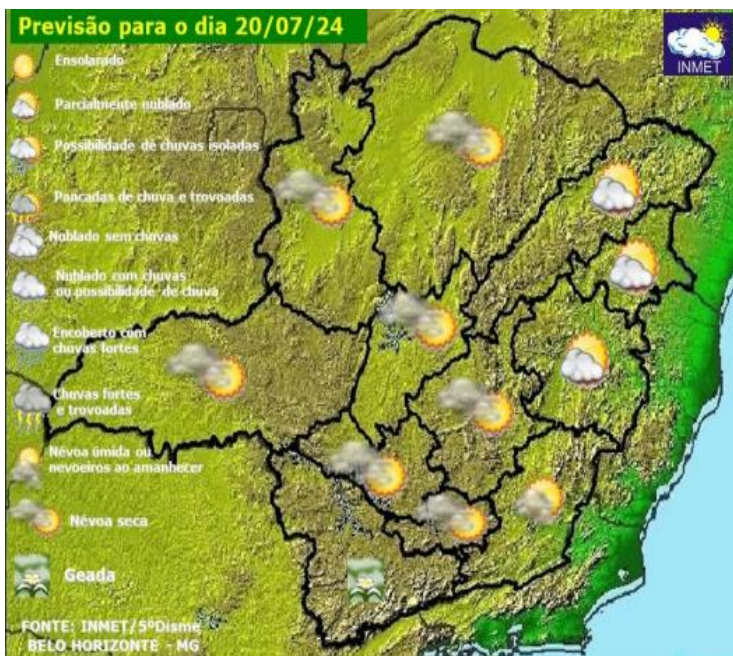 Previsão para o dia 20/07/24
INMET
Ensolarado
Parcialmente nublado
Possibilidade de chuvas isoladas
Pancadas de chuva e trovoadas
Noblado sem chuvas
Nublado com chuvas
ou possibilidade de chuva
Encoberto com
chuvas fortes
Chuvas fortes
e trovoadas
Névoa úmida ou
nevoeiros ao amanhecer
Névoa seca
Geada
FONTE: INMET/5ºDisme
BELO HORIZONTE - MG